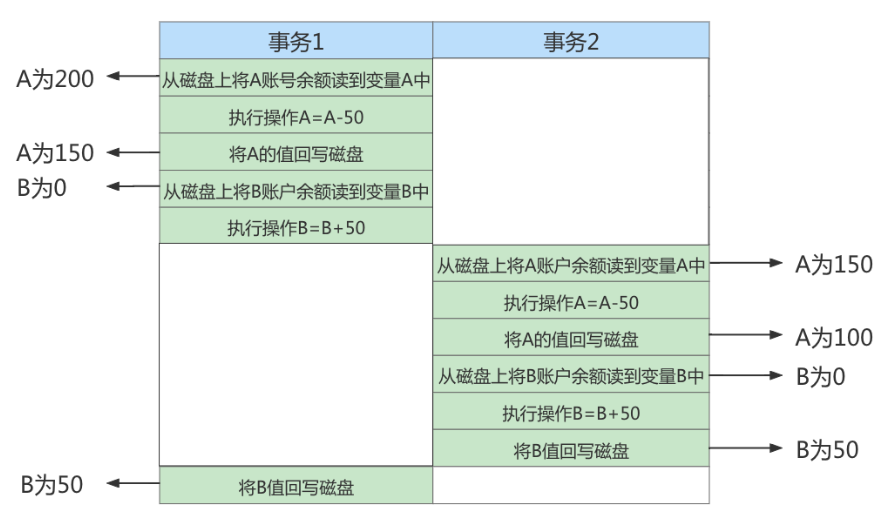 事务1 事务2
A为200 从磁盘上将A账号余额读到变量A中
执行操作A=A-50
A为150 将A的值回写磁盘
B为0 从磁盘上将B账户余额读到变量B中
执行操作B=B+50
从磁盘上将A账户余额读到变量A中 A为150
执行操作A=A-50
将A的值回写磁盘 A为100
从磁盘上将B账户余额读到变量B中 B为0
执行操作B=B+50
将B值回写磁盘 B为50
B为50 将B值回写磁盘